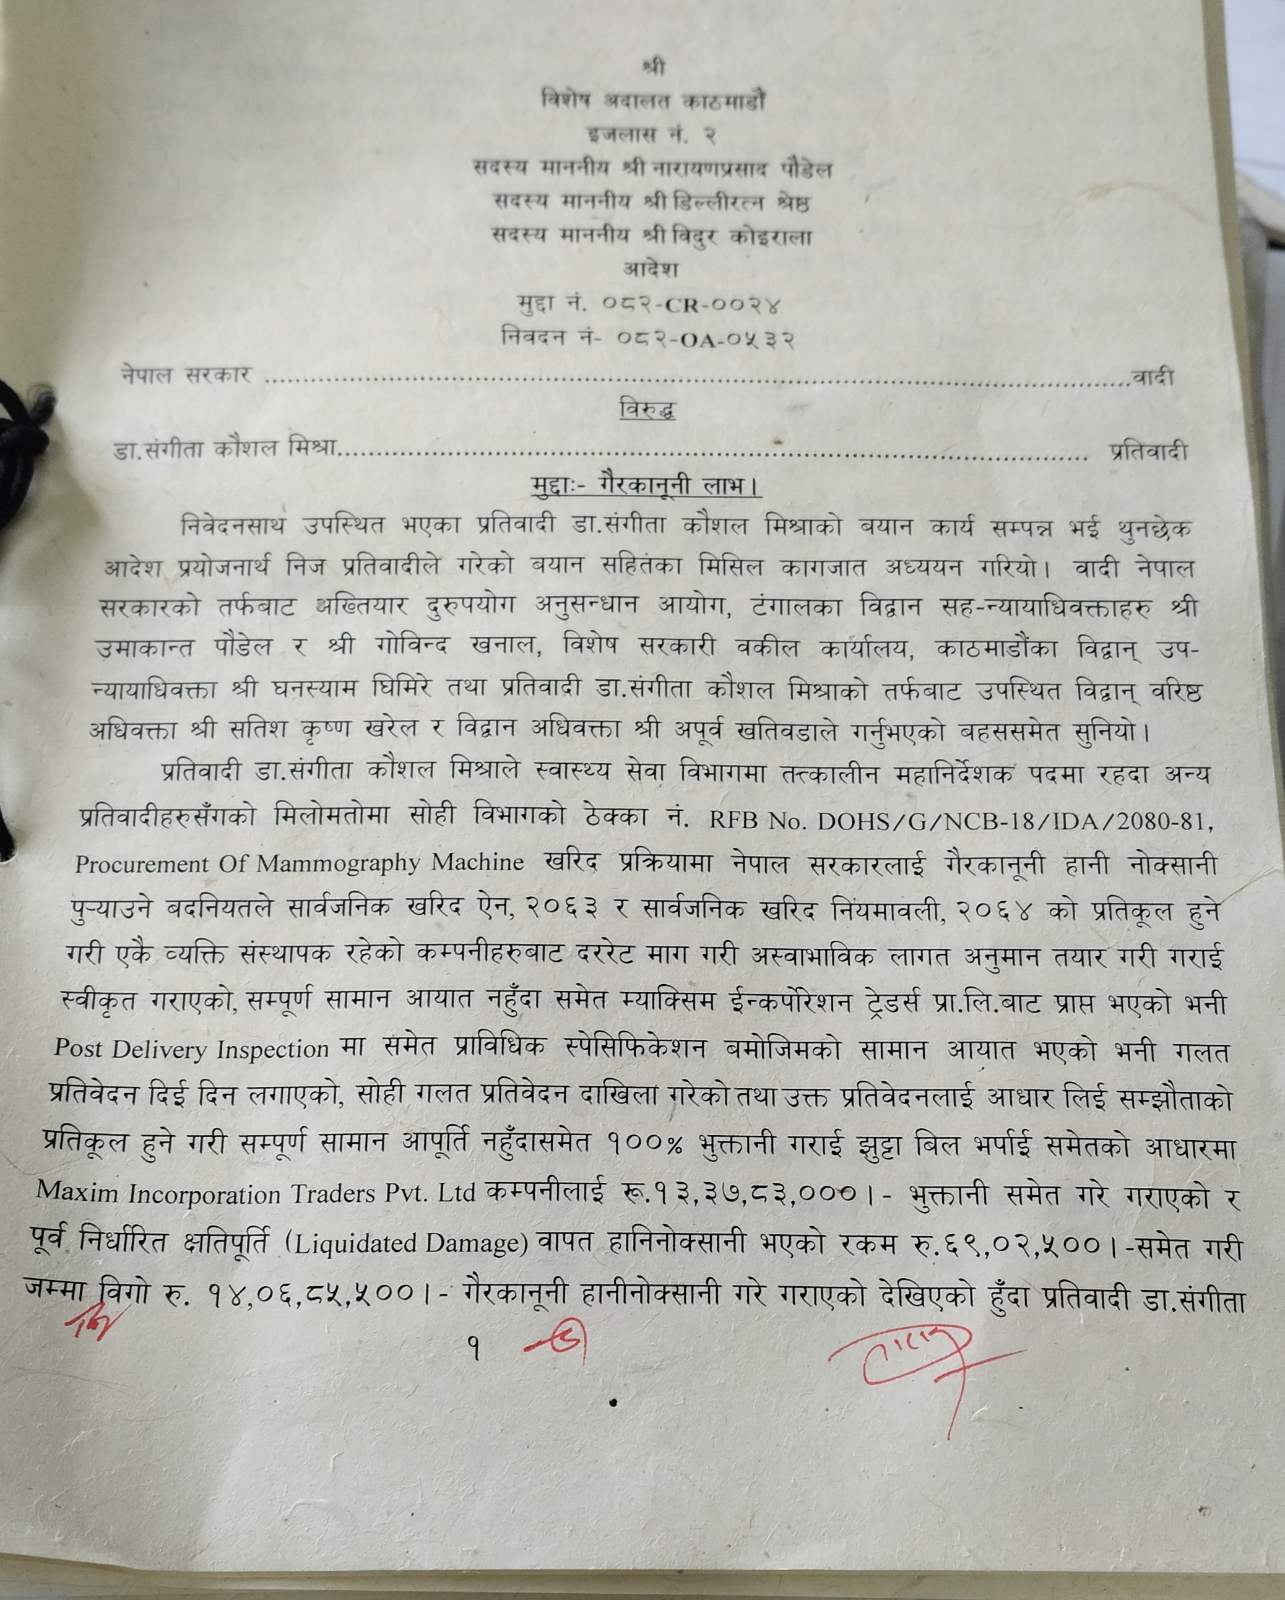 श्री
विशेष अदालत काठमाडौं
इजलास नं. २
सदस्य माननीय श्री नारायणप्रसाद पौडेल
सदस्य माननीय श्री डिल्लीरत्न श्रेष्ठ
सदस्य माननीय श्री विदुर कोइराला
आदेश
मुद्दा नं. ०८२-CR-००२४
निवदन नं- ०८२-OA-०५३२
नेपाल सरकार ................................................................................................................वादी
विरुद्ध
डा.संगीता कौशल मिश्रा................................................................................................ प्रतिवादी
मुद्दाः- गैरकानूनी लाभ।
निवेदनसाथ उपस्थित भएका प्रतिवादी डा.संगीता कौशल मिश्राको बयान कार्य सम्पन्न भई थुनछेक
आदेश प्रयोजनार्थ निज प्रतिवादीले गरेको बयान सहितका मिसिल कागजात अध्ययन गरियो। वादी नेपाल
सरकारको तर्फबाट अख्तियार दुरुपयोग अनुसन्धान आयोग, टंगालका विद्वान सह-न्यायाधिवक्ताहरु श्री
उमाकान्त पौडेल र श्री गोविन्द खनाल, विशेष सरकारी वकील कार्यालय, काठमाडौंका विद्वान् उप-
न्यायाधिवक्ता श्री घनस्याम घिमिरे तथा प्रतिवादी डा.संगीता कौशल मिश्राको तर्फबाट उपस्थित विद्वान् वरिष्ठ
अधिवक्ता श्री सतिश कृष्ण खरेल र विद्वान अधिवक्ता श्री अपूर्व खतिवडाले गर्नुभएको बहससमेत सुनियो।
प्रतिवादी डा.संगीता कौशल मिश्राले स्वास्थ्य सेवा विभागमा तत्कालीन महानिर्देशक पदमा रहदा अन्य
प्रतिवादीहरुसँगको मिलोमतोमा सोही विभागको ठेक्का नं. RFB No. DOHS/G/NCB-18/IDA/2080-81,
Procurement Of Mammography Machine खरिद प्रक्रियामा नेपाल सरकारलाई गैरकानूनी हानी नोक्सानी
पुऱ्याउने बदनियतले सार्वजनिक खरिद ऐन, २०६३ र सार्वजनिक खरिद नियमावली, २०६४ को प्रतिकूल हुने
गरी एकै व्यक्ति संस्थापक रहेको कम्पनीहरुबाट दररेट माग गरी अस्वाभाविक लागत अनुमान तयार गरी गराई
स्वीकृत गराएको, सम्पूर्ण सामान आयात नहुँदा समेत म्याक्सिम ईन्कर्पोरेशन ट्रेडर्स प्रा.लि.बाट प्राप्त भएको भनी
Post Delivery Inspection मा समेत प्राविधिक स्पेसिफिकेशन बमोजिमको सामान आयात भएको भनी गलत
प्रतिवेदन दिई दिन लगाएको, सोही गलत प्रतिवेदन दाखिला गरेको तथा उक्त प्रतिवेदनलाई आधार लिई सम्झौताको
प्रतिकूल हुने गरी सम्पूर्ण सामान आपूर्ति नहुँदासमेत १००% भुक्तानी गराई झुट्टा बिल भर्पाई समेतको आधारमा
Maxim Incorporation Traders Pvt. Ltd कम्पनीलाई रू.१३,३७,८३,०००।- भुक्तानी समेत गरे गराएको र
पूर्व निर्धारित क्षतिपूर्ति (Liquidated Damage) वापत हानिनोक्सानी भएको रकम रु.६९,०२,५००।-समेत गरी
जम्मा विगो रु. १४,०६,८५,५००।- गैरकानूनी हानीनोक्सानी गरे गराएको देखिएको हुँदा प्रतिवादी डा.संगीता
१